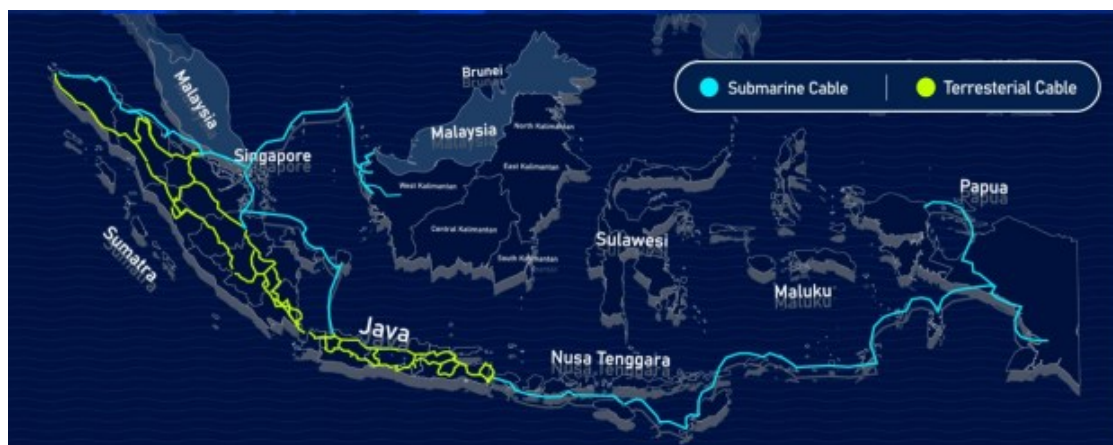 Brunei
Submarine Cable
Terresterial Cable
Malaysia
Malaysia
North Kalimantan
Singapore
East Kalimantan
West Kalimantan
Papua
Central Kalimantan
Sulawesi
Sumatra
South Kalimantan
Maluku
Java
Nusa Tenggara